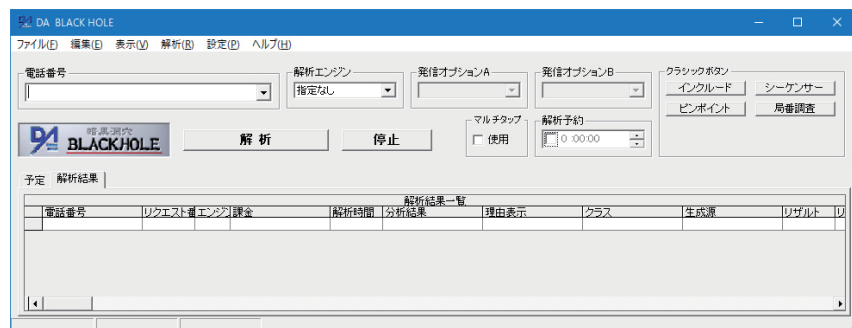 DA BLACK HOLE
ファイル(F) 編集(E) 表示(V) 解析(R) 設定(P) ヘルプ(H)
電話番号
解析エンジン
指定なし
発信オプションA
発信オプションB
クラシックボタン
インクルード シーケンサー
ピンポイント 局番調査
暗黒洞穴
DA BLACKHOLE
解 析
停止
マルチタップ
使用
解析予約
0 :00:00
予定 解析結果
解析結果一覧
電話番号 リクエスト番 エンジン 課金 解析時間 分析結果 理由表示 クラス 生成源 リザルト リ